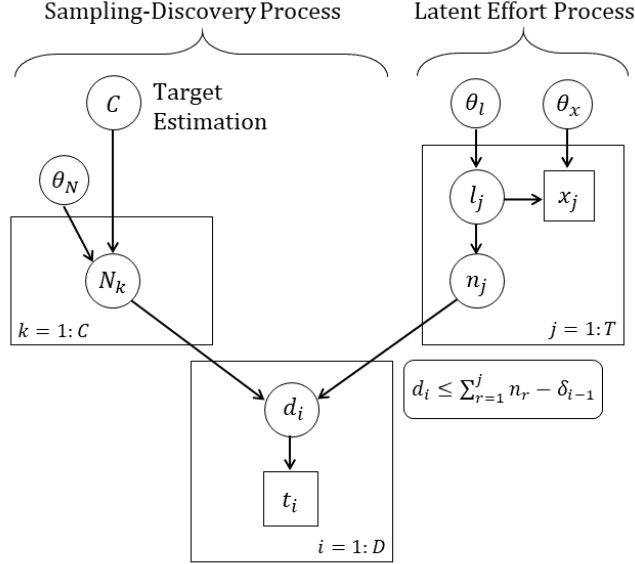 Sampling-Discovery Process
Latent Effort Process
C
Target
Estimation
θ_l
θ_x
θ_N
l_j
x_j
N_k
n_j
k = 1: C
j = 1: T
d_i
d_i ≤ ∑_{r=1}^{j} n_r − δ_{i−1}
t_i
i = 1: D